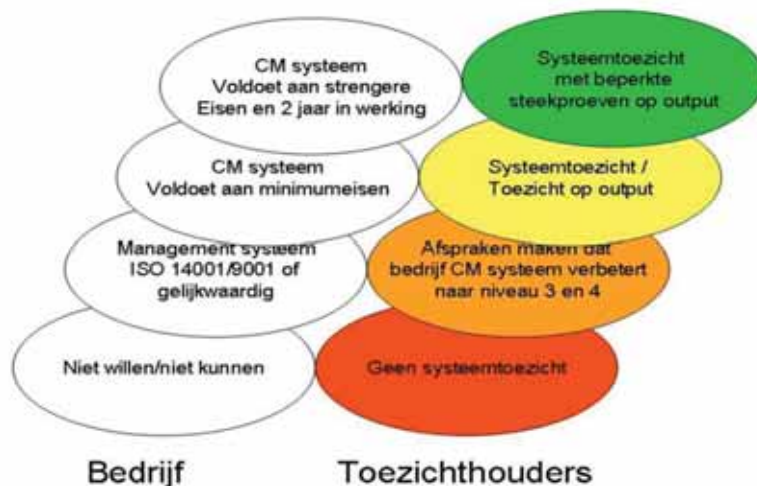 CM systeem
Voldoet aan strengere
Eisen en 2 jaar in werking
Systeemtoezicht
met beperkte
steekproeven op output
CM systeem
Voldoet aan minimumeisen
Systeemtoezicht /
Toezicht op output
Management systeem
ISO 14001/9001 of
gelijkwaardig
Afspraken maken dat
bedrijf CM systeem verbetert
naar niveau 3 en 4
Niet willen/niet kunnen
Geen systeemtoezicht
Bedrijf
Toezichthouders